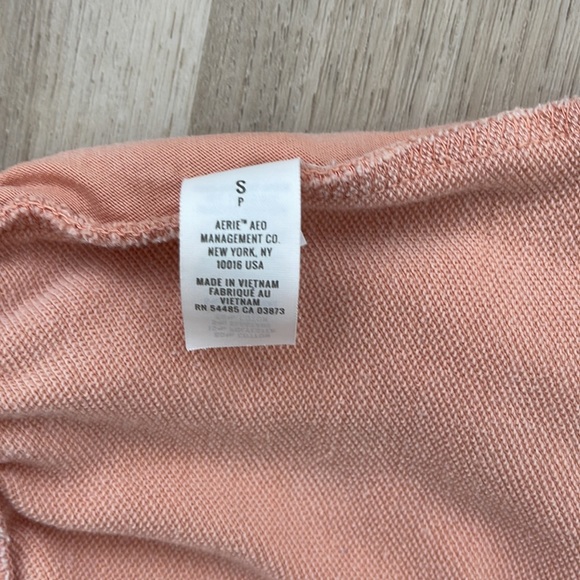 S
P
AERIE™ AEO
MANAGEMENT CO.
NEW YORK, NY
10016 USA
MADE IN VIETNAM
FABRIQUÉ AU
VIETNAM
RN 54485 CA 03873